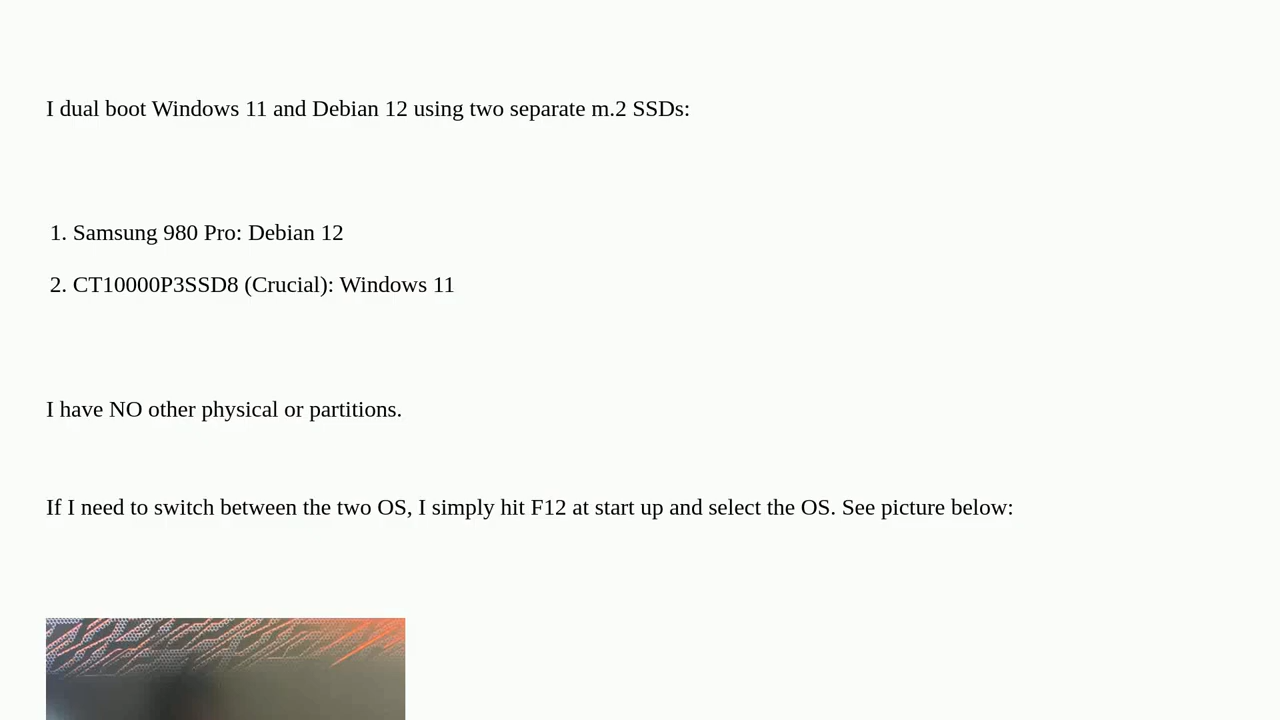 I dual boot Windows 11 and Debian 12 using two separate m.2 SSDs:
1. Samsung 980 Pro: Debian 12
2. CT10000P3SSD8 (Crucial): Windows 11
I have NO other physical or partitions.
If I need to switch between the two OS, I simply hit F12 at start up and select the OS. See picture below: